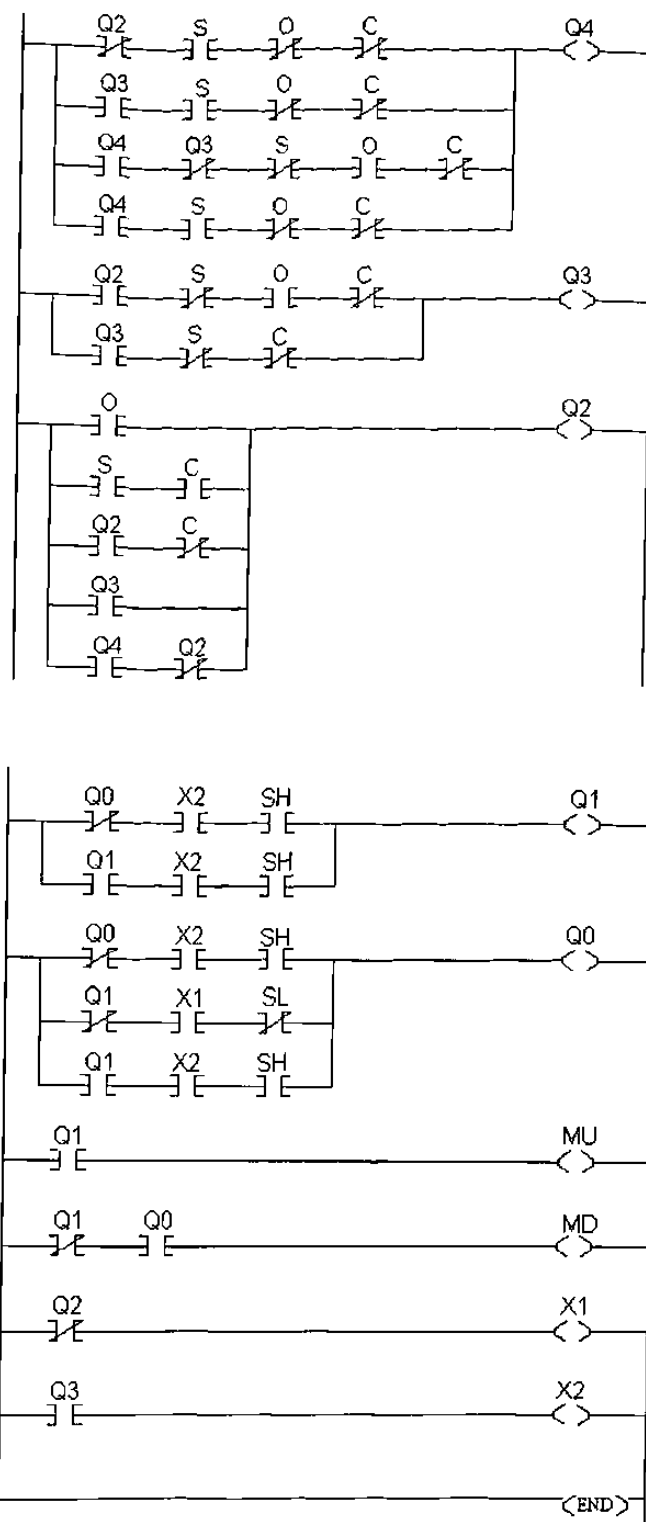 Q2 S O C Q4
Q3 S O C
Q4 Q3 S O C
Q4 S O C
Q2 S O C Q3
Q3 S C
O Q2
S C
Q2 C
Q3
Q4 Q2
Q0 X2 SH Q1
Q1 X2 SH
Q0 X2 SH Q0
Q1 X1 SL
Q1 X2 SH
Q1 MU
Q1 Q0 MD
Q2 X1
Q3 X2
END